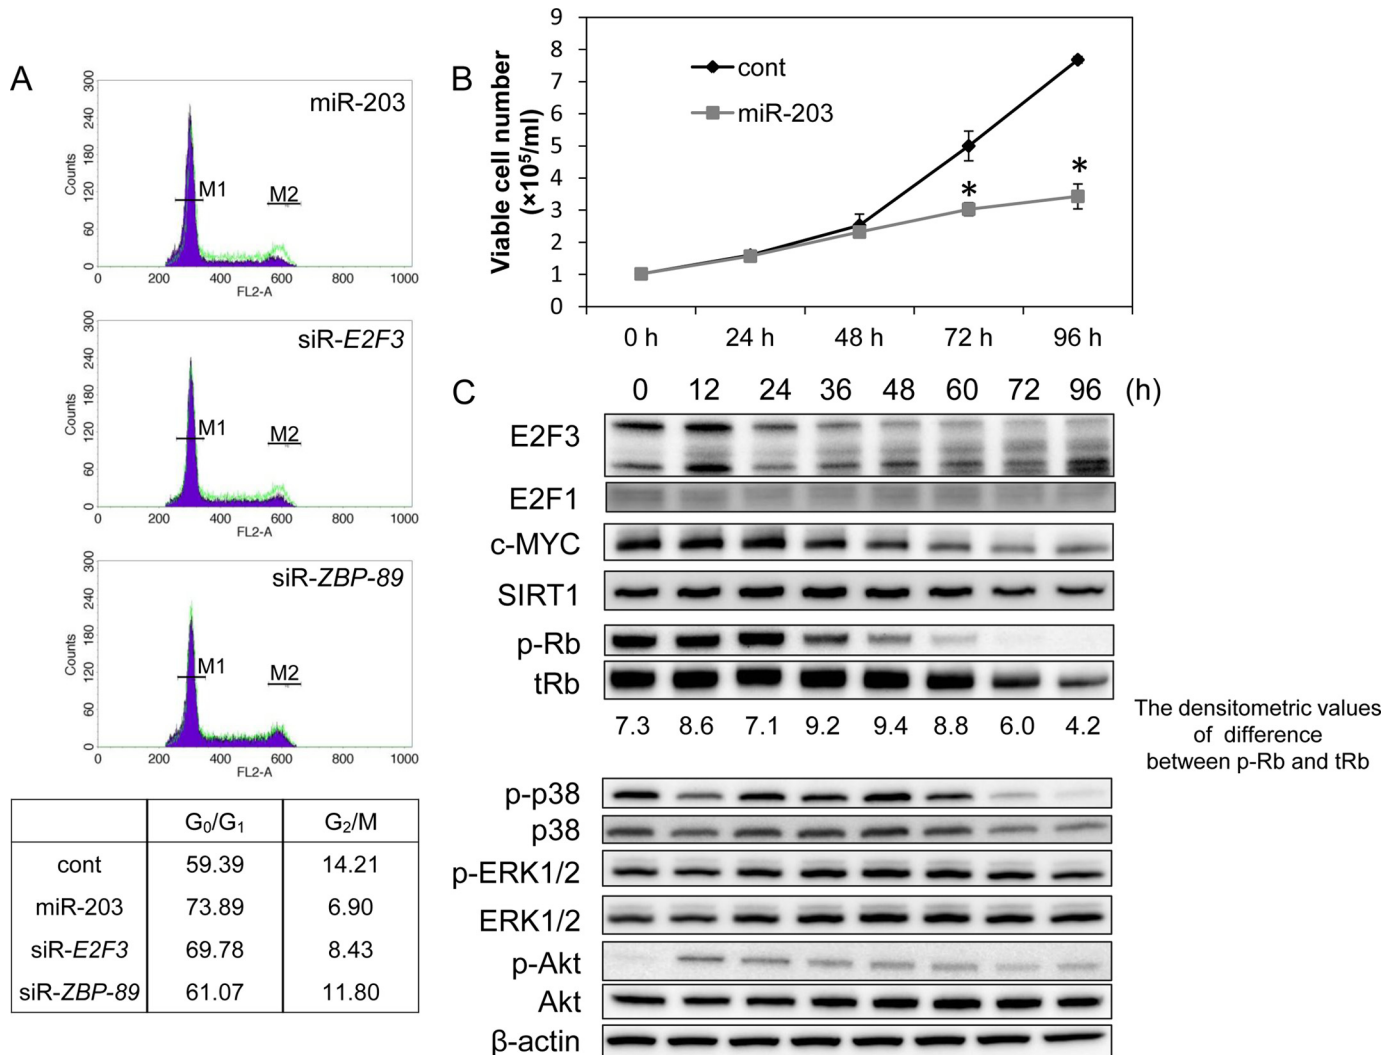 A
300
240
180
120
60
0
Counts
miR-203
M1
M2
0 200 400 600 800 1000
FL2-A
300
240
180
120
60
0
Counts
siR-E2F3
M1
M2
0 200 400 600 800 1000
FL2-A
300
240
180
120
60
0
Counts
siR-ZBP-89
M1
M2
0 200 400 600 800 1000
FL2-A
G₀/G₁ G₂/M
cont 59.39 14.21
miR-203 73.89 6.90
siR-E2F3 69.78 8.43
siR-ZBP-89 61.07 11.80
B
Viable cell number
(×10⁵/ml)
9
8
7
6
5
4
3
2
1
0
cont
miR-203
*
*
0 h 24 h 48 h 72 h 96 h
C
0 12 24 36 48 60 72 96 (h)
E2F3
E2F1
c-MYC
SIRT1
p-Rb
tRb
7.3 8.6 7.1 9.2 9.4 8.8 6.0 4.2
The densitometric values
of difference
between p-Rb and tRb
p-p38
p38
p-ERK1/2
ERK1/2
p-Akt
Akt
β-actin